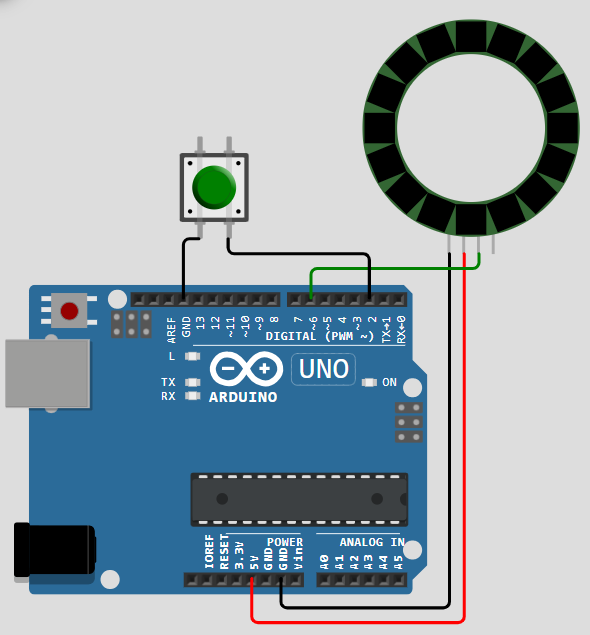 AREF
GND
13
12
~11
~10
~9
8
7
~6
~5
4
~3
2
TX→1
RX←0
DIGITAL (PWM ~)
L
TX
RX
UNO
ON
ARDUINO
IOREF
RESET
3.3V
5V
GND
GND
Vin
POWER
ANALOG IN
A0
A1
A2
A3
A4
A5